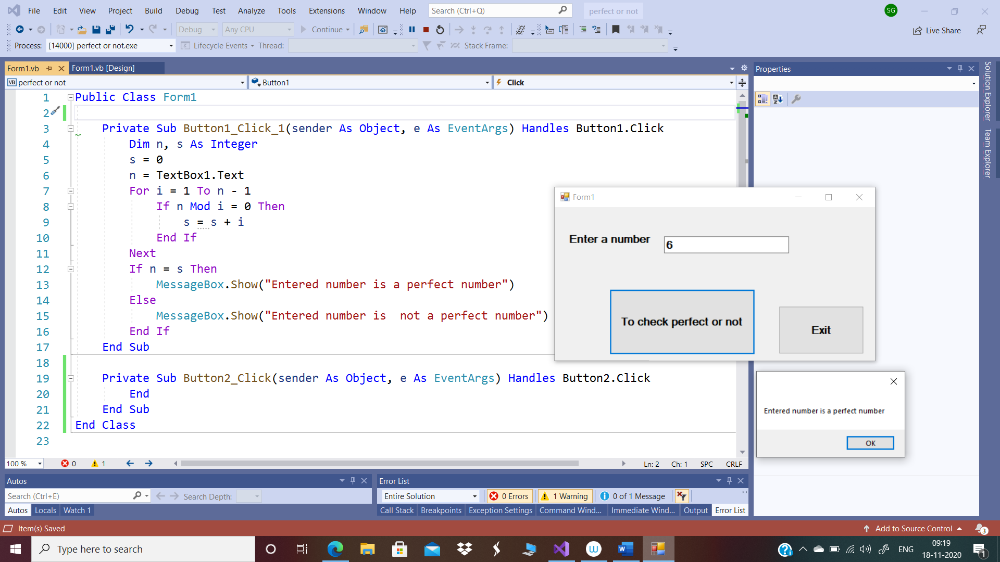 File Edit View Project Build Debug Test Analyze Tools Extensions Window Help Search (Ctrl+Q) perfect or not SG
Debug Any CPU Continue Live Share
Process: [14000] perfect or not.exe Lifecycle Events Thread: Stack Frame:
Form1.vb Form1.vb [Design]
VB perfect or not Button1 Click
1 Public Class Form1
2
3 Private Sub Button1_Click_1(sender As Object, e As EventArgs) Handles Button1.Click
4 Dim n, s As Integer
5 s = 0
6 n = TextBox1.Text
7 For i = 1 To n - 1
8 If n Mod i = 0 Then
9 s = s + i
10 End If
11 Next
12 If n = s Then
13 MessageBox.Show("Entered number is a perfect number")
14 Else
15 MessageBox.Show("Entered number is  not a perfect number")
16 End If
17 End Sub
18
19 Private Sub Button2_Click(sender As Object, e As EventArgs) Handles Button2.Click
20 End
21 End Sub
22 End Class
23
100 % 0 1 Ln: 2 Ch: 1 SPC CRLF
Properties
Solution Explorer
Team Explorer
Form1
Enter a number 6
To check perfect or not
Exit
Entered number is a perfect number
OK
Autos
Search (Ctrl+E) Search Depth:
Autos Locals Watch 1
Error List
Entire Solution 0 Errors 1 Warning 0 of 1 Message
Call Stack Breakpoints Exception Settings Command Wind... Immediate Wind... Output Error List
Item(s) Saved Add to Source Control 3
Type here to search
ENG 09:19
18-11-2020 1